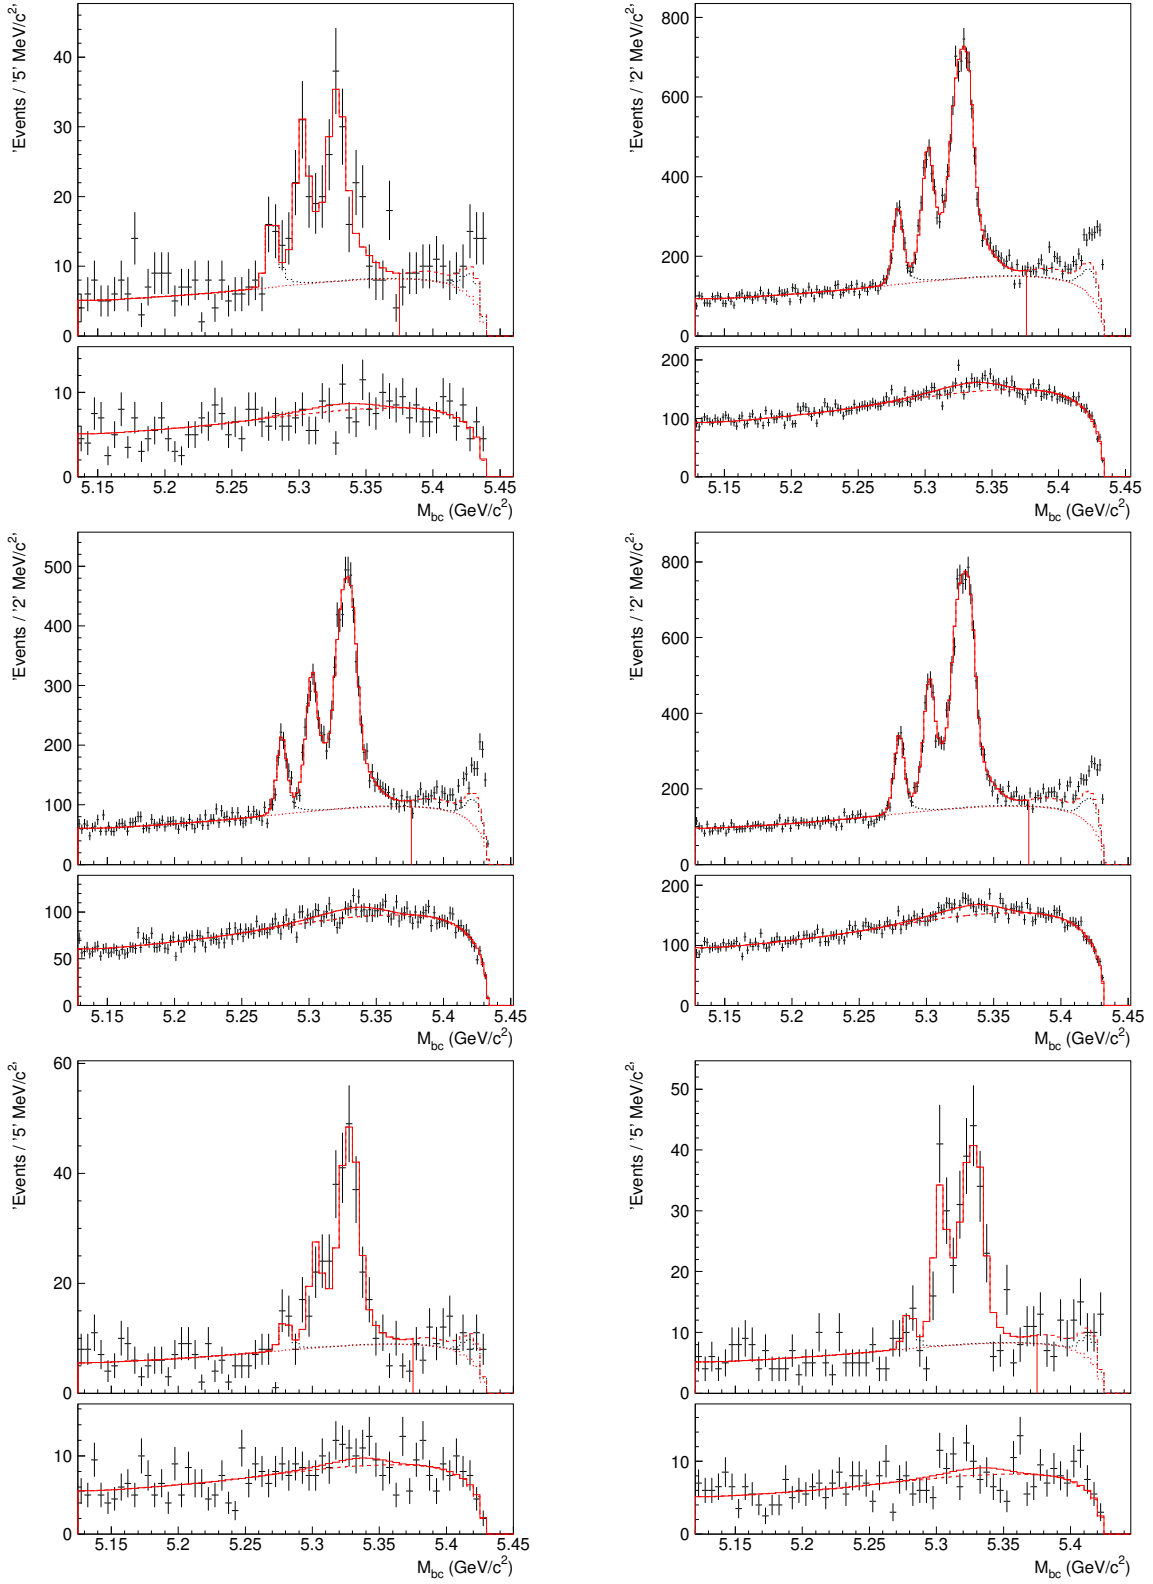 'Events / '5' MeV/c²'
40
30
20
10
0
10
5
0
5.15 5.2 5.25 5.3 5.35 5.4 5.45
M_bc (GeV/c²)
'Events / '2' MeV/c²'
800
600
400
200
0
200
100
0
5.15 5.2 5.25 5.3 5.35 5.4 5.45
M_bc (GeV/c²)
'Events / '2' MeV/c²'
500
400
300
200
100
0
100
50
0
5.15 5.2 5.25 5.3 5.35 5.4 5.45
M_bc (GeV/c²)
'Events / '2' MeV/c²'
800
600
400
200
0
200
100
0
5.15 5.2 5.25 5.3 5.35 5.4 5.45
M_bc (GeV/c²)
'Events / '5' MeV/c²'
60
40
20
0
10
0
5.15 5.2 5.25 5.3 5.35 5.4
M_bc (GeV/c²)
'Events / '5' MeV/c²'
50
40
30
20
10
0
10
0
5.15 5.2 5.25 5.3 5.35 5.4
M_bc (GeV/c²)